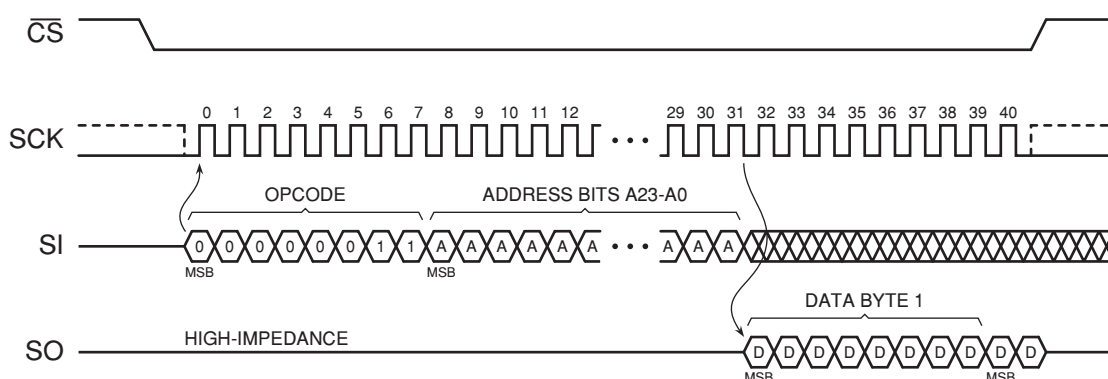 CS
0 1 2 3 4 5 6 7 8 9 10 11 12 29 30 31 32 33 34 35 36 37 38 39 40
SCK
OPCODE ADDRESS BITS A23-A0
SI 0 0 0 0 0 0 1 1 A A A A A A A A A
MSB MSB
DATA BYTE 1
HIGH-IMPEDANCE
SO D D D D D D D D D D
MSB MSB